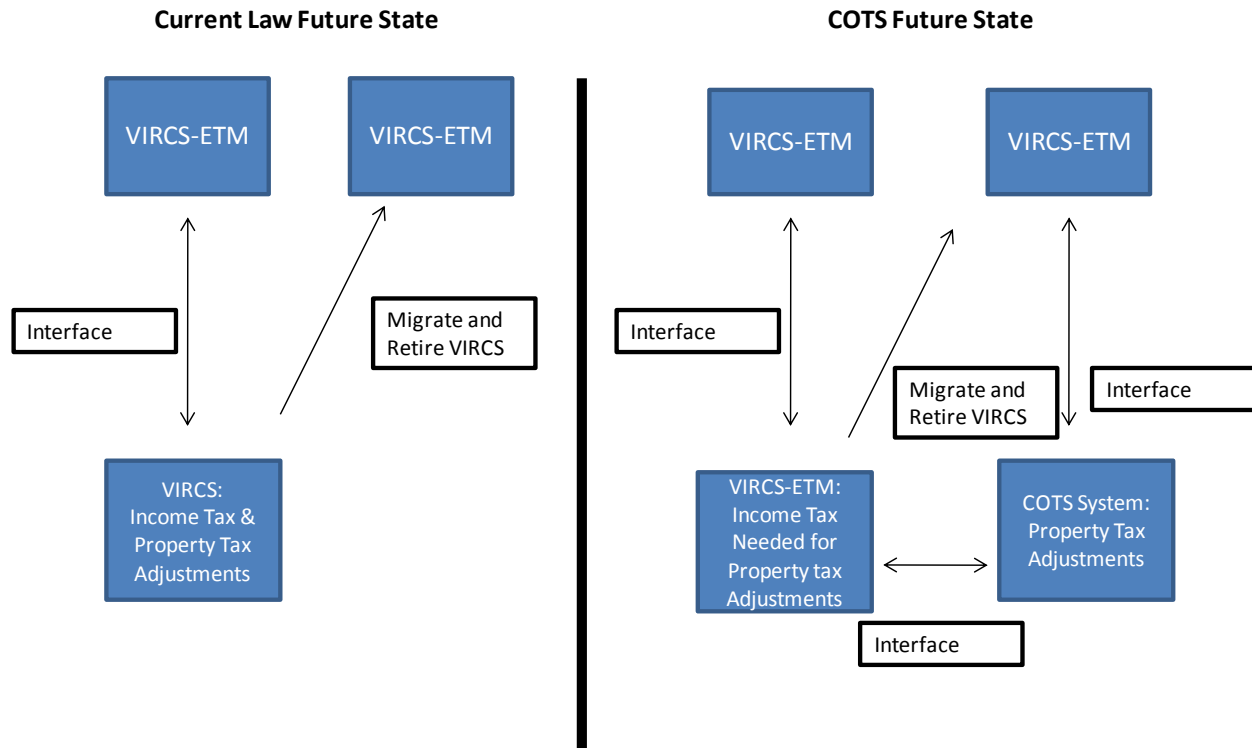 Current Law Future State
VIRCS-ETM
VIRCS-ETM
Interface
Migrate and
Retire VIRCS
VIRCS:
Income Tax &
Property Tax
Adjustments
COTS Future State
VIRCS-ETM
VIRCS-ETM
Interface
Migrate and
Retire VIRCS
Interface
VIRCS-ETM:
Income Tax
Needed for
Property tax
Adjustments
COTS System:
Property Tax
Adjustments
Interface